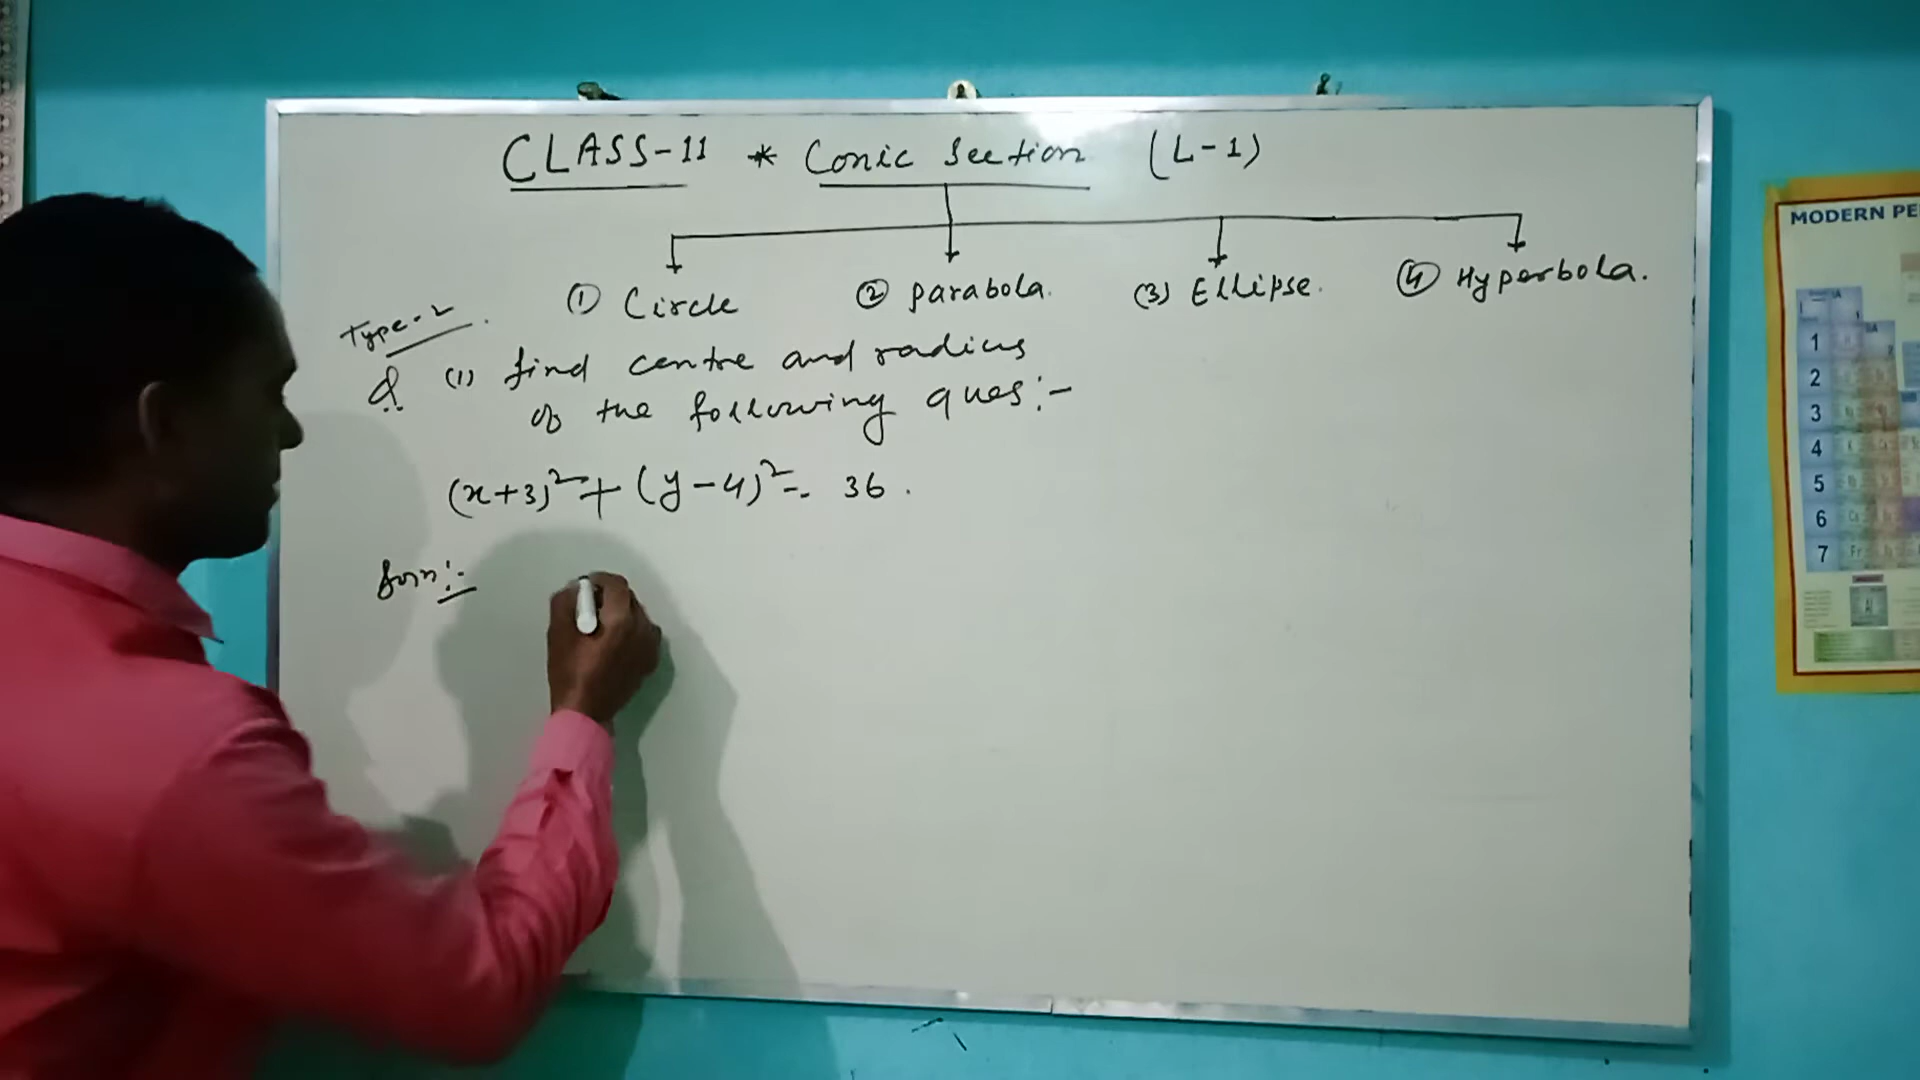 CLASS-11 * Conic Section (L-1)
① Circle ② parabola. (3) Ellipse. ④ Hyperbola.
Type-2.
Q (1) find centre and radius
of the following ques:-
(x+3)²+(y-4)²= 36.
Soln:-
MODERN PE
1
2
3
4
5
6
7